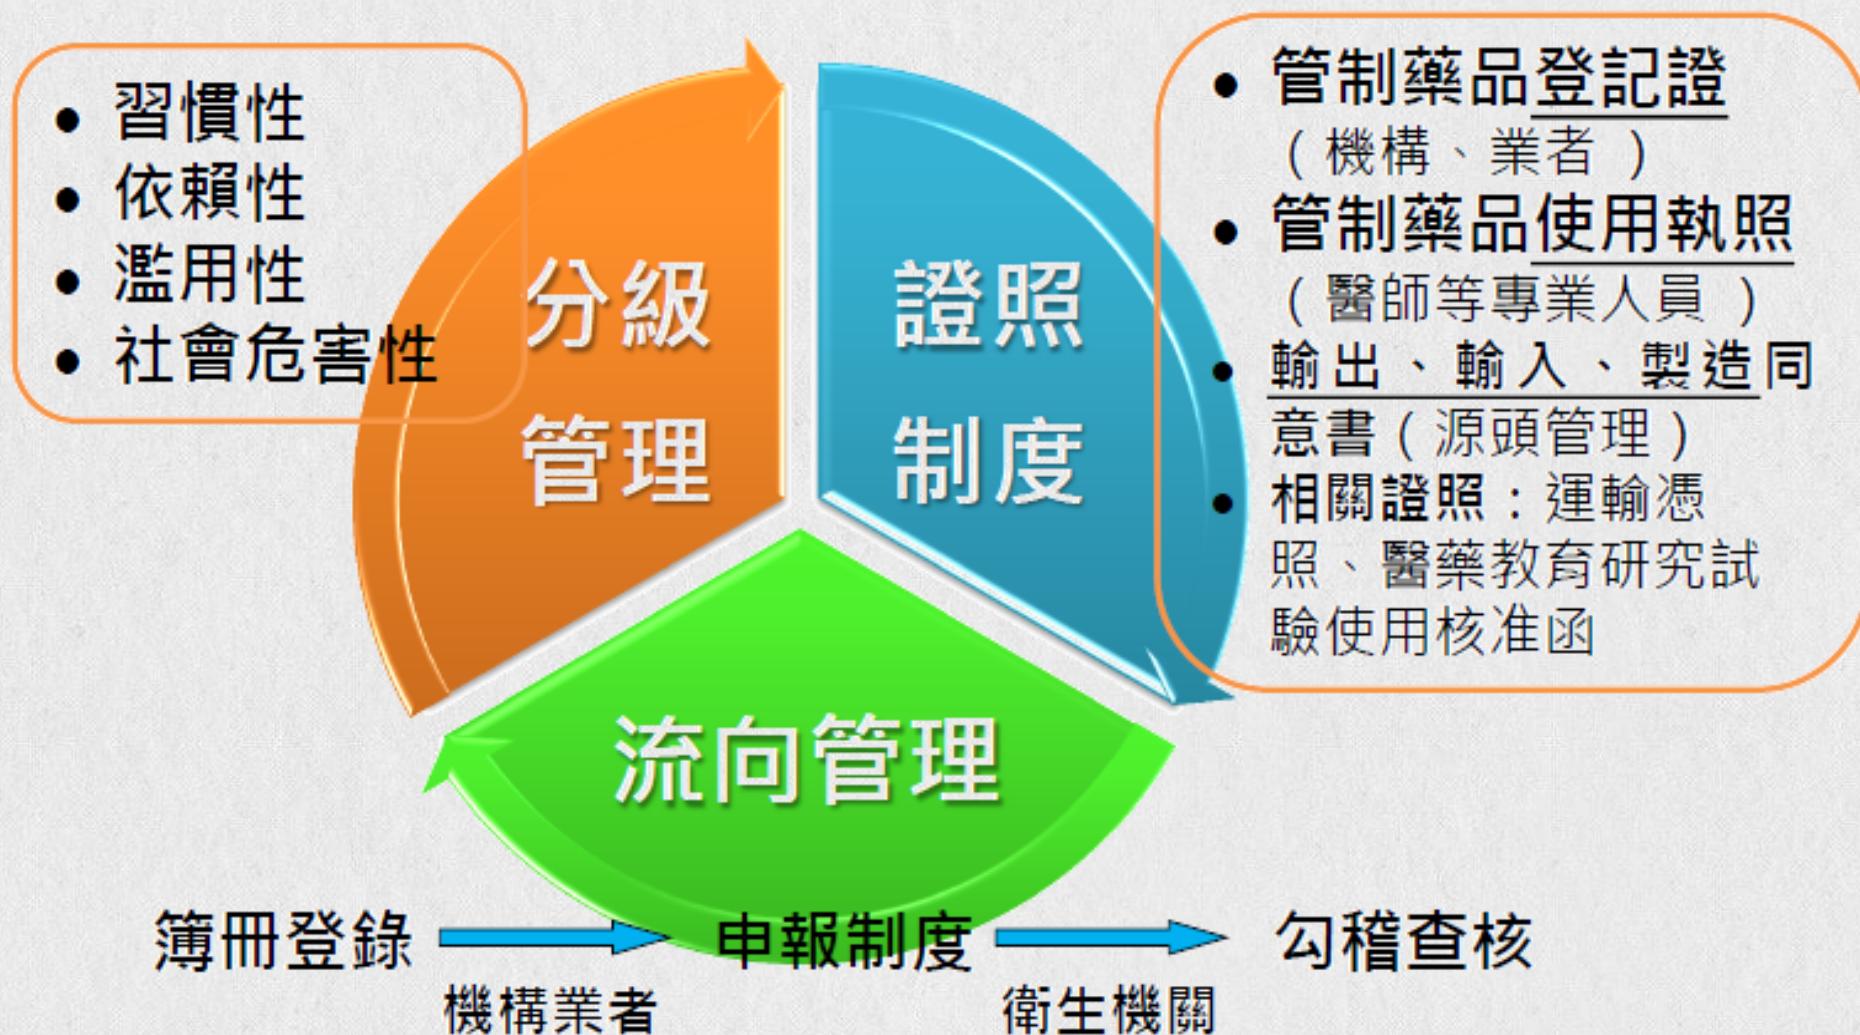 • 習慣性
• 依賴性
• 濫用性
• 社會危害性
分級
管理
證照
制度
• 管制藥品登記證
（機構、業者）
• 管制藥品使用執照
（醫師等專業人員）
• 輸出、輸入、製造同
意書（源頭管理）
• 相關證照：運輸憑
照、醫藥教育研究試
驗使用核准函
流向管理
簿冊登錄 申報制度 勾稽查核
機構業者 衛生機關